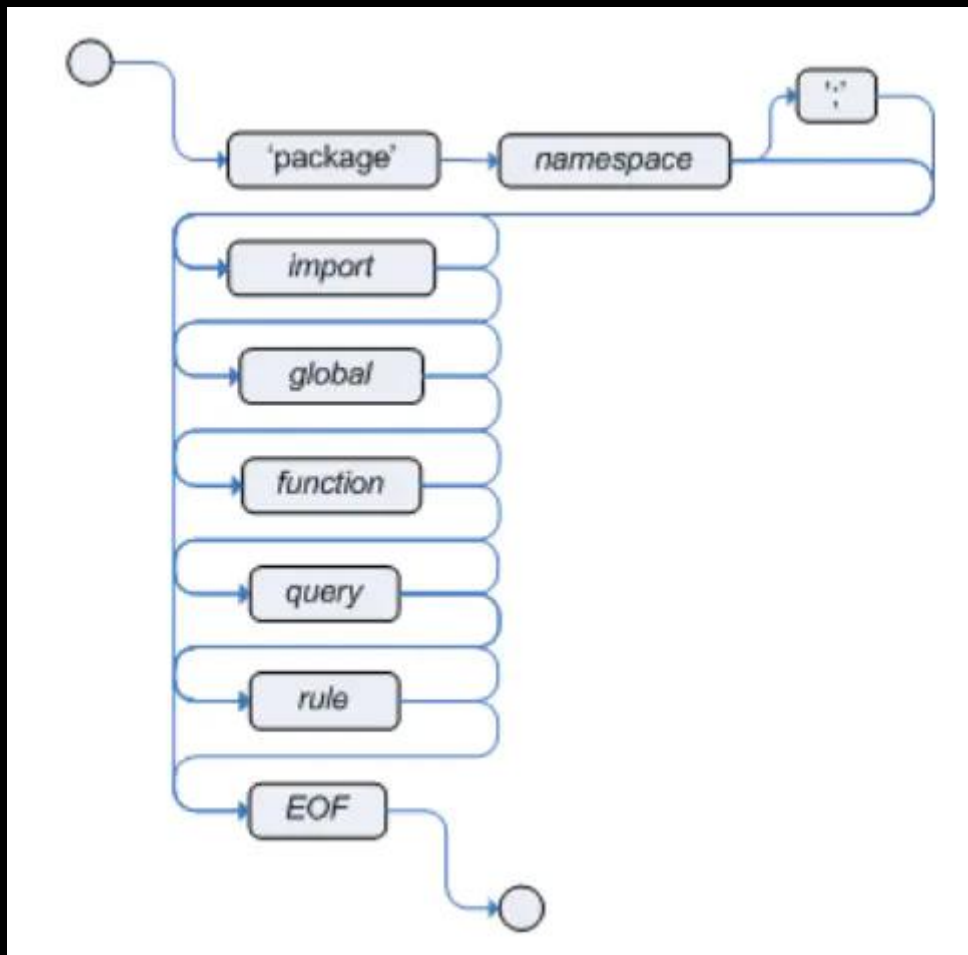 ';'
'package' namespace
import
global
function
query
rule
EOF